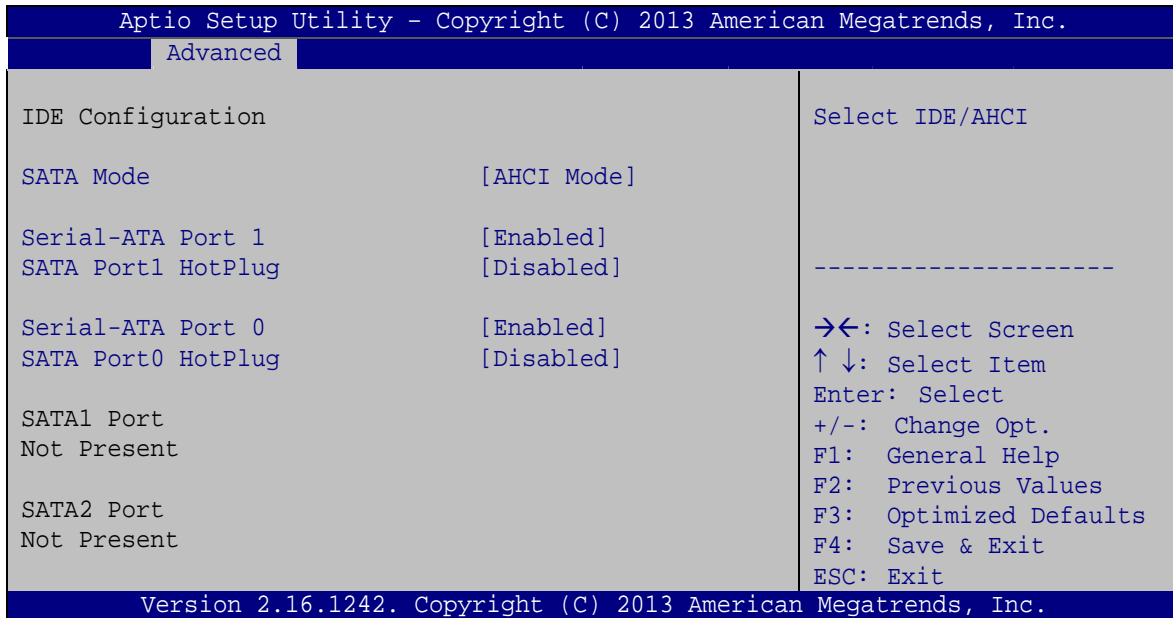 Aptio Setup Utility – Copyright (C) 2013 American Megatrends, Inc.
Advanced
IDE Configuration
SATA Mode [AHCI Mode]
Serial-ATA Port 1 [Enabled]
SATA Port1 HotPlug [Disabled]
Serial-ATA Port 0 [Enabled]
SATA Port0 HotPlug [Disabled]
SATA1 Port
Not Present
SATA2 Port
Not Present
Select IDE/AHCI
---------------------
→←: Select Screen
↑ ↓: Select Item
Enter: Select
+/-: Change Opt.
F1: General Help
F2: Previous Values
F3: Optimized Defaults
F4: Save & Exit
ESC: Exit
Version 2.16.1242. Copyright (C) 2013 American Megatrends, Inc.